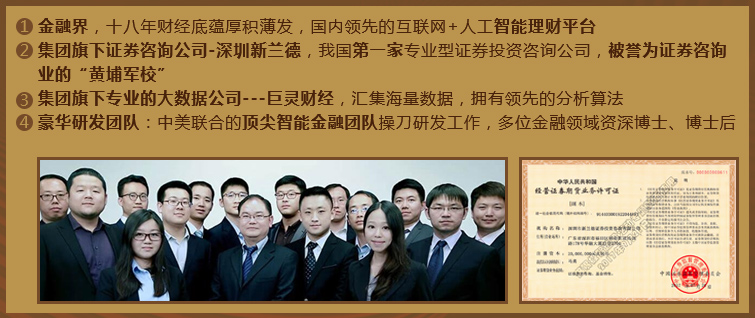 ① 金融界，十八年财经底蕴厚积薄发，国内领先的互联网+人工智能理财平台
② 集团旗下证券咨询公司-深圳新兰德，我国第一家专业型证券投资咨询公司，被誉为证券咨询
业的“黄埔军校”
③ 集团旗下专业的大数据公司---巨灵财经，汇集海量数据，拥有领先的分析算法
④ 豪华研发团队：中美联合的顶尖智能金融团队操刀研发工作，多位金融领域资深博士、博士后
中华人民共和国
经营证券期货业务许可证